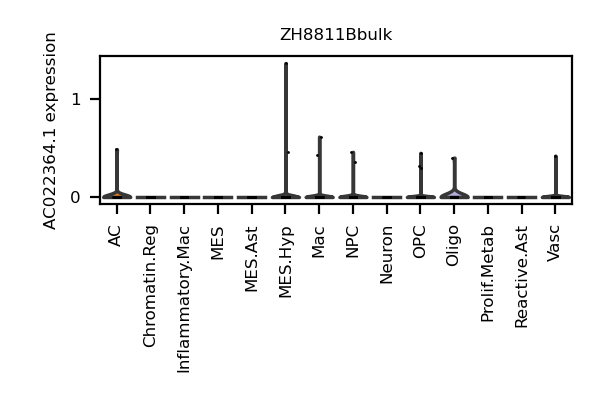 ZH8811Bbulk
AC022364.1 expression
1
0
AC
Chromatin.Reg
Inflammatory.Mac
MES
MES.Ast
MES.Hyp
Mac
NPC
Neuron
OPC
Oligo
Prolif.Metab
Reactive.Ast
Vasc